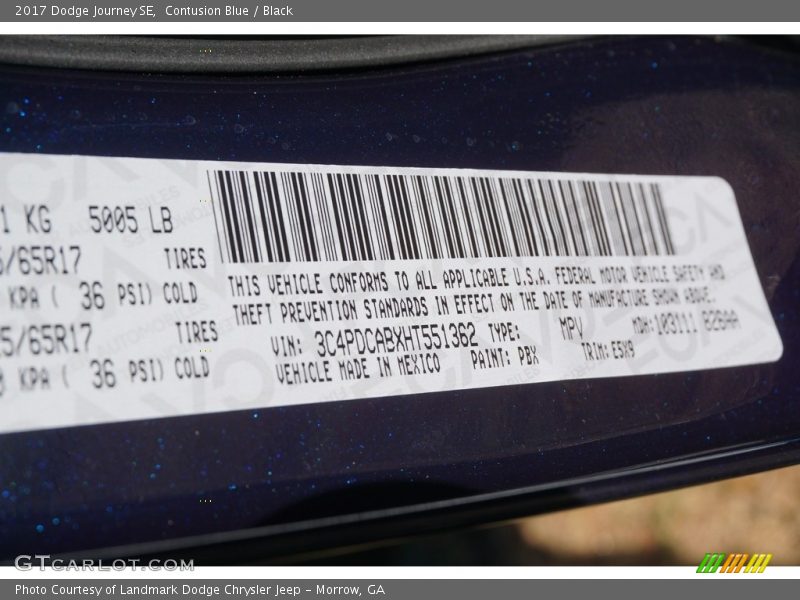 2017 Dodge Journey SE, Contusion Blue / Black
1 KG 5005 LB
/65R17 TIRES
KPA ( 36 PSI) COLD
5/65R17 TIRES
KPA ( 36 PSI) COLD
THIS VEHICLE CONFORMS TO ALL APPLICABLE U.S.A. FEDERAL MOTOR VEHICLE SAFETY AND
THEFT PREVENTION STANDARDS IN EFFECT ON THE DATE OF MANUFACTURE SHOWN ABOVE.
VIN: 3C4PDCABXHT551362 TYPE: MPV MDH: 103111
VEHICLE MADE IN MEXICO PAINT: PBX TRIM: E5X9
GTCARLOT.COM
Photo Courtesy of Landmark Dodge Chrysler Jeep - Morrow, GA